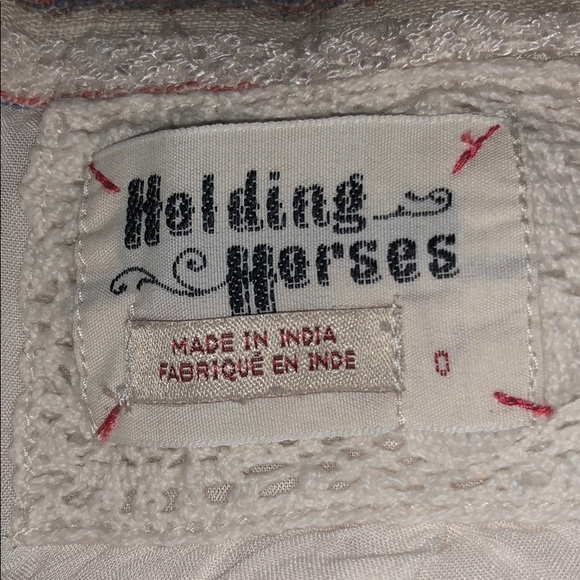 Holding
Horses
MADE IN INDIA
FABRIQUÉ EN INDE
0